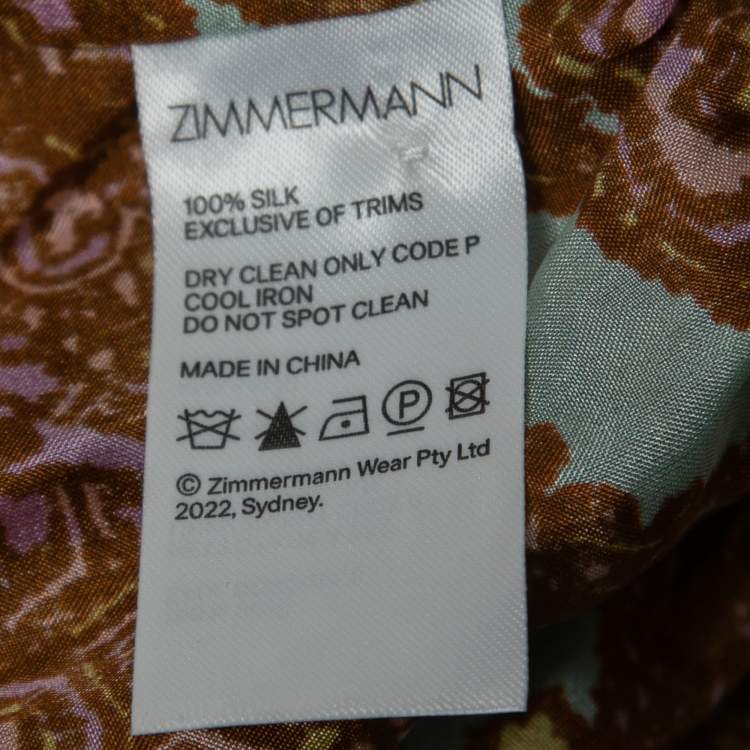 ZIMMERMANN
100% SILK
EXCLUSIVE OF TRIMS
DRY CLEAN ONLY CODE P
COOL IRON
DO NOT SPOT CLEAN
MADE IN CHINA
P
© Zimmermann Wear Pty Ltd
2022, Sydney.